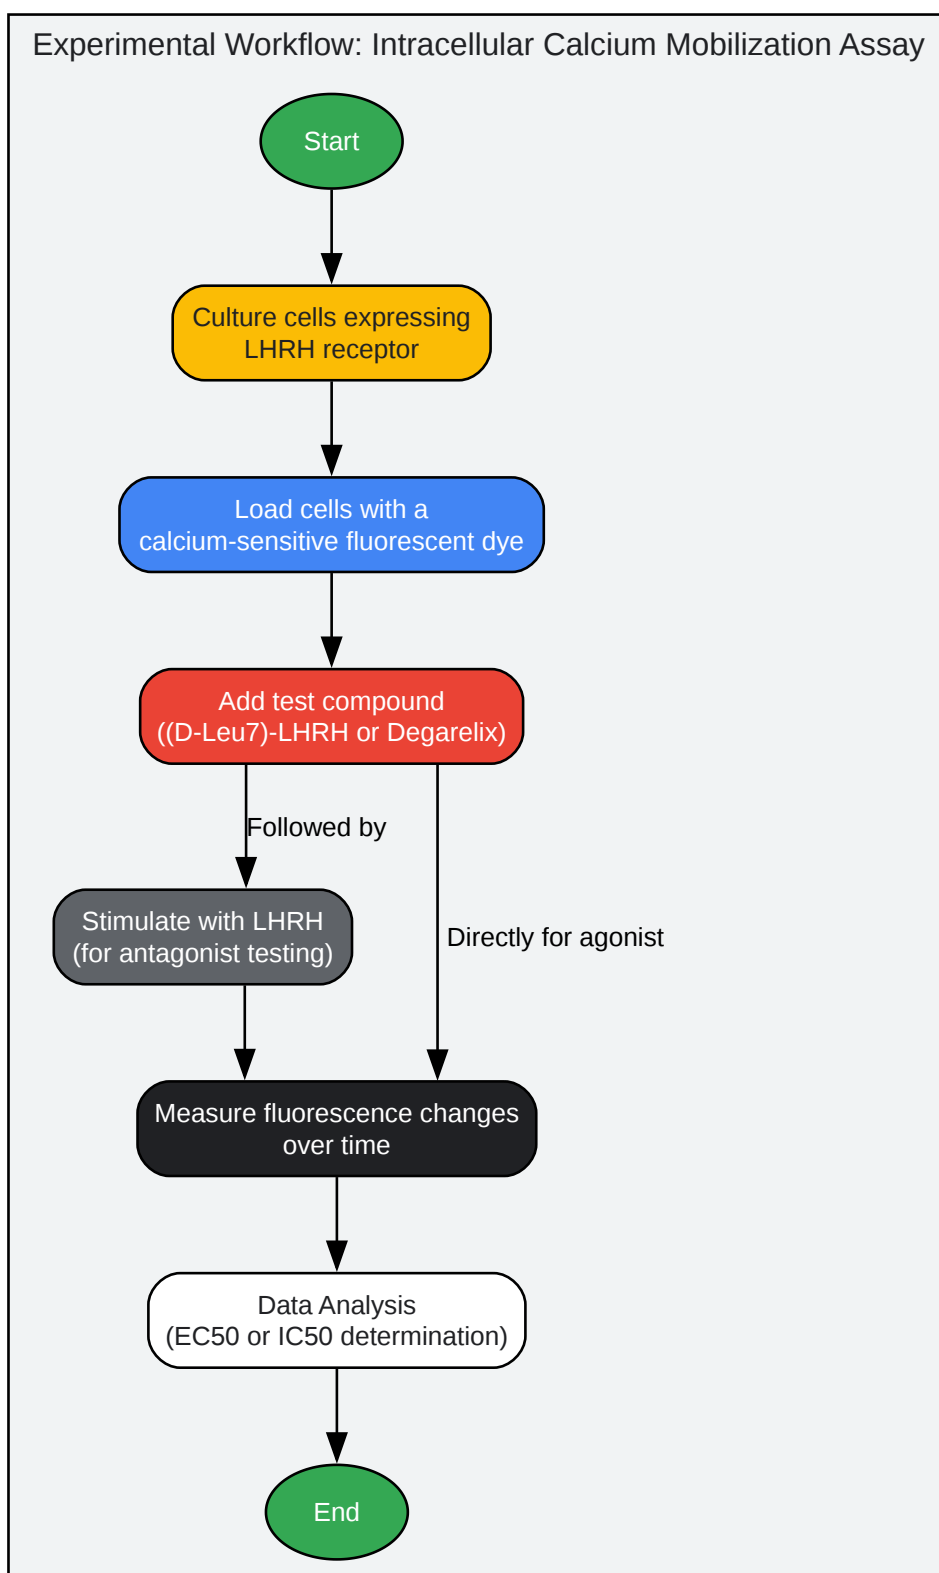 Experimental Workflow: Intracellular Calcium Mobilization Assay
Start
Culture cells expressing
LHRH receptor
Load cells with a
calcium-sensitive fluorescent dye
Add test compound
((D-Leu7)-LHRH or Degarelix)
Followed by
Stimulate with LHRH
(for antagonist testing)
Directly for agonist
Measure fluorescence changes
over time
Data Analysis
(EC50 or IC50 determination)
End